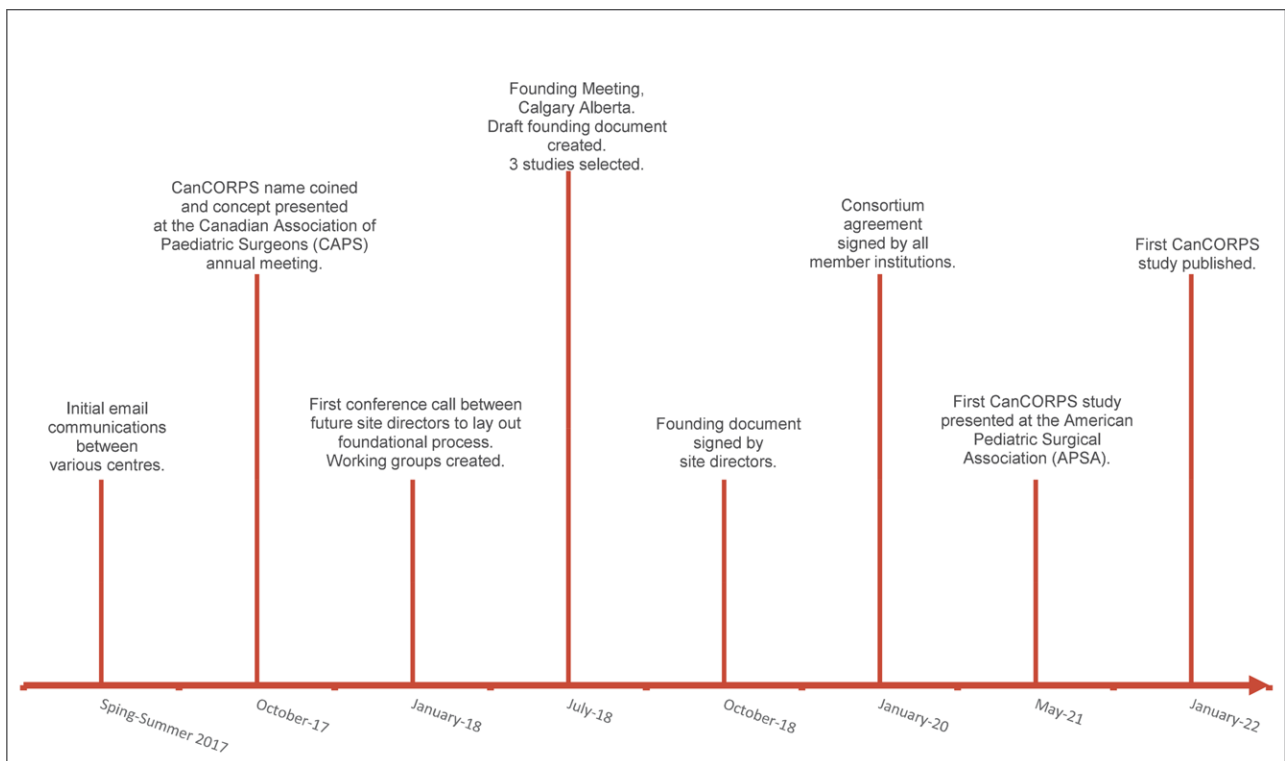 Founding Meeting,
Calgary Alberta.
Draft founding document
created.
3 studies selected.
CanCORPS name coined
and concept presented
at the Canadian Association of
Paediatric Surgeons (CAPS)
annual meeting.
Consortium
agreement
signed by all
member institutions.
First CanCORPS
study published.
Initial email
communications
between
various centres.
First conference call between
future site directors to lay out
foundational process.
Working groups created.
Founding document
signed by
site directors.
First CanCORPS study
presented at the American
Pediatric Surgical
Association (APSA).
Sping-Summer 2017
October-17
January-18
July-18
October-18
January-20
May-21
January-22